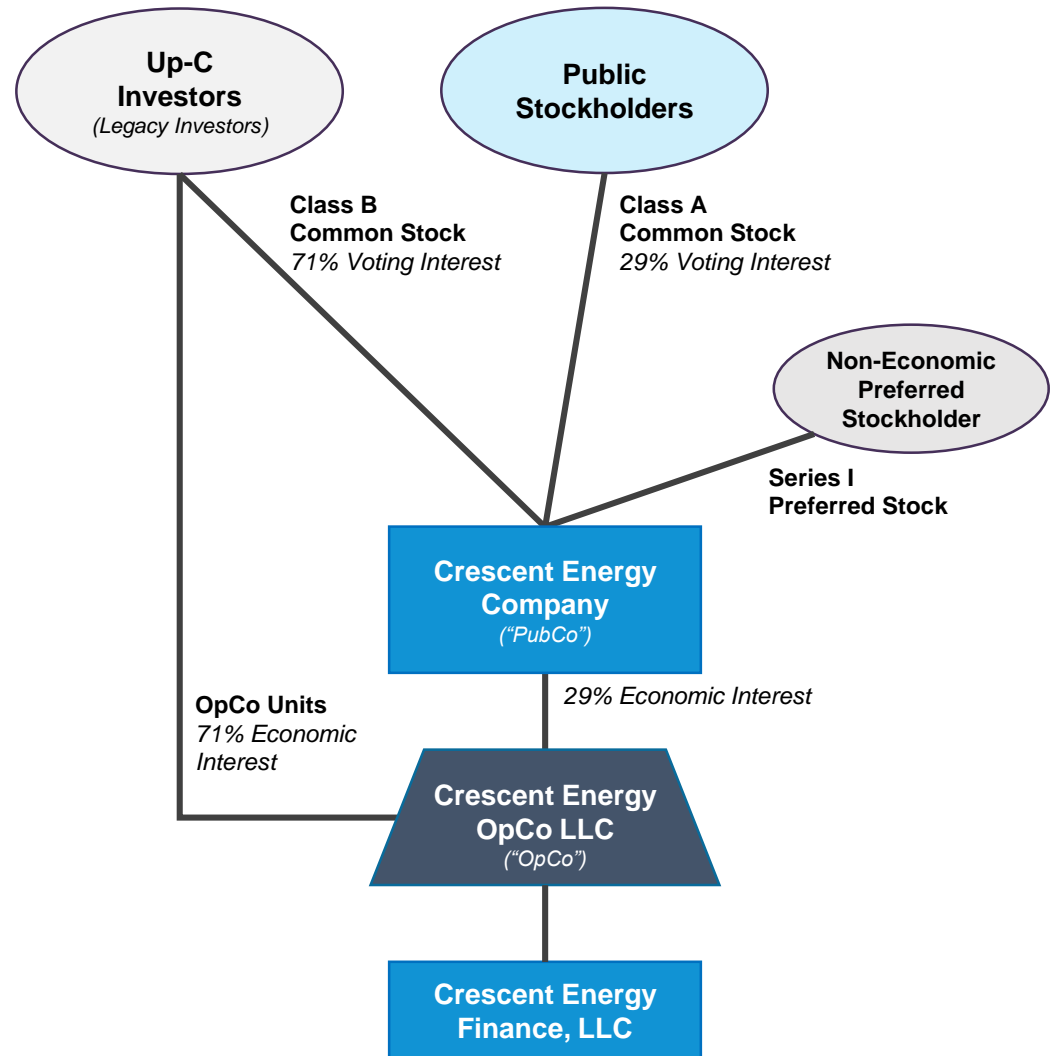 Up-C
Investors
(Legacy Investors)
Public
Stockholders
Class B
Common Stock
71% Voting Interest
Class A
Common Stock
29% Voting Interest
Non-Economic
Preferred
Stockholder
Series I
Preferred Stock
Crescent Energy
Company
(“PubCo”)
29% Economic Interest
OpCo Units
71% Economic
Interest
Crescent Energy
OpCo LLC
(“OpCo”)
Crescent Energy
Finance, LLC